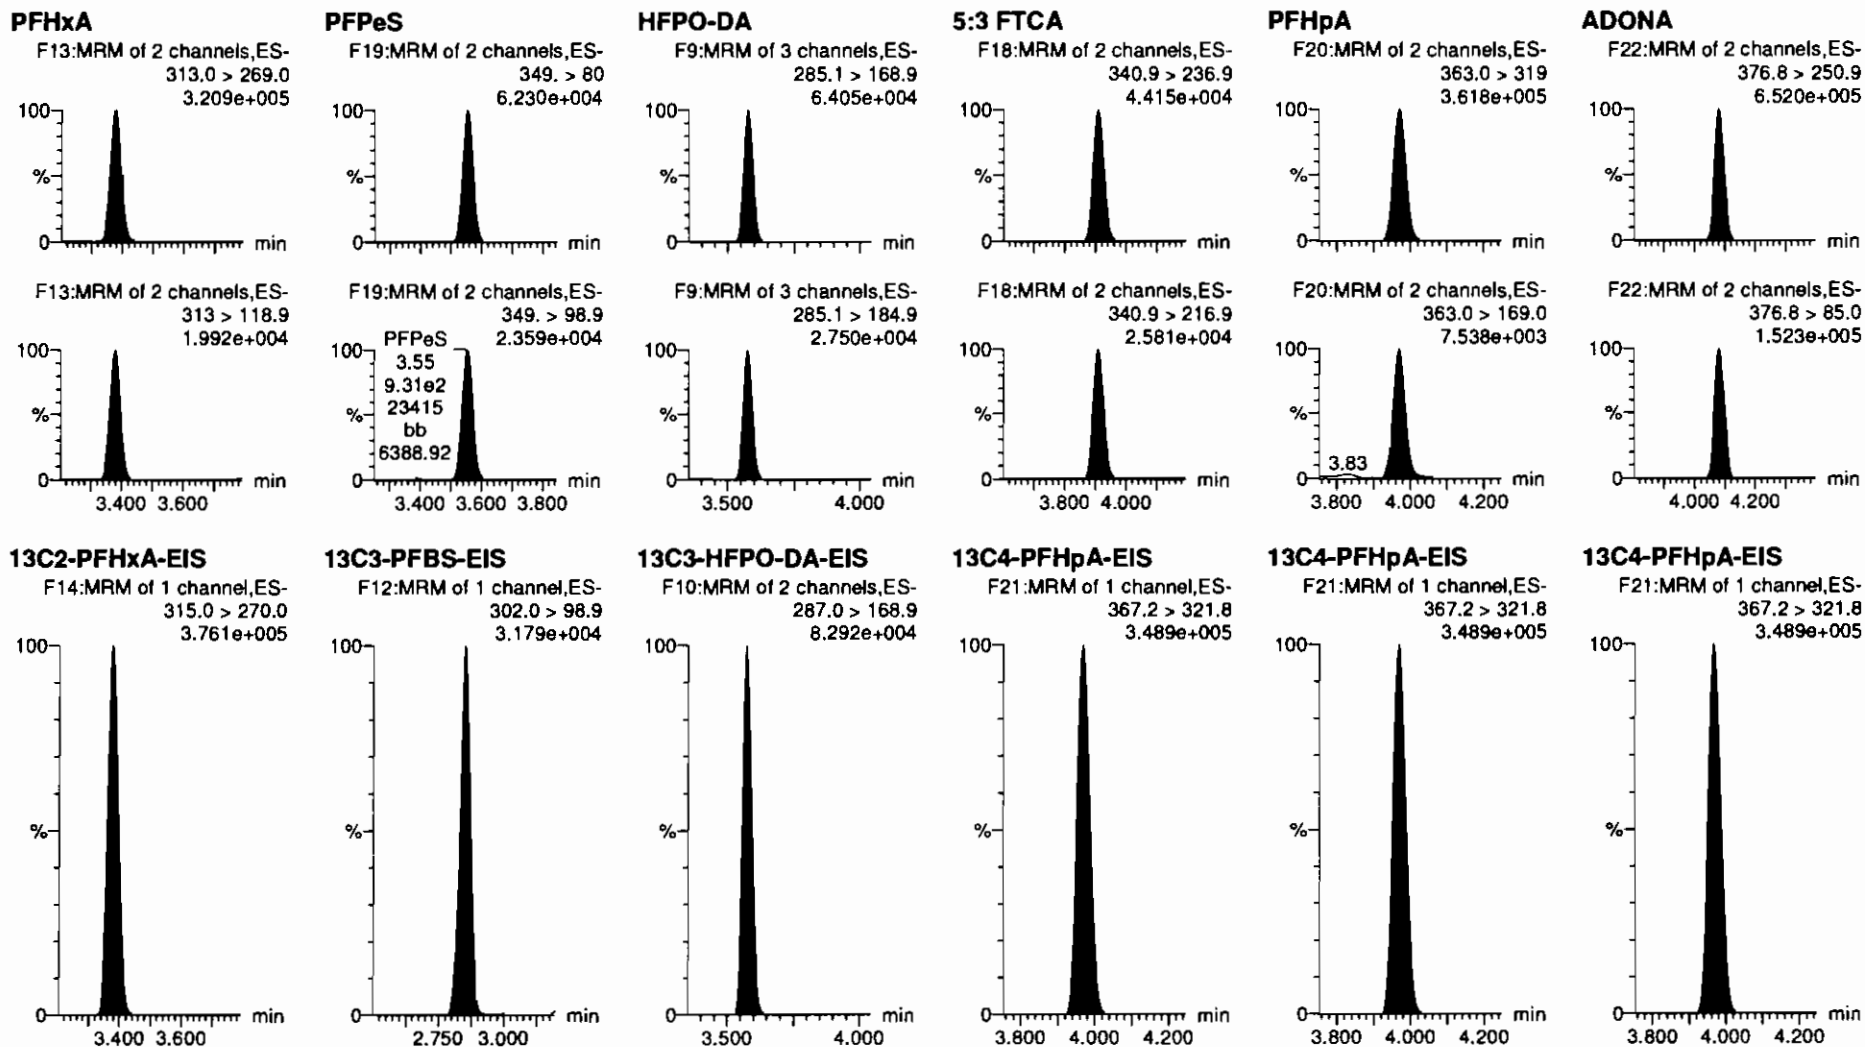 PFHxA
F13:MRM of 2 channels,ES-
313.0 > 269.0
3.209e+005
100
%
0
min
F13:MRM of 2 channels,ES-
313 > 118.9
1.992e+004
100
%
0
min
3.400 3.600
13C2-PFHxA-EIS
F14:MRM of 1 channel,ES-
315.0 > 270.0
3.761e+005
100
%
0
min
3.400 3.600
PFPeS
F19:MRM of 2 channels,ES-
349. > 80
6.230e+004
100
%
0
min
F19:MRM of 2 channels,ES-
349. > 98.9
2.359e+004
PFPeS
3.55
9.31e2
23415
bb
6388.92
100
%
0
min
3.400 3.600 3.800
13C3-PFBS-EIS
F12:MRM of 1 channel,ES-
302.0 > 98.9
3.179e+004
100
%
0
min
2.750 3.000
HFPO-DA
F9:MRM of 3 channels,ES-
285.1 > 168.9
6.405e+004
100
%
0
min
F9:MRM of 3 channels,ES-
285.1 > 184.9
2.750e+004
100
%
0
min
3.500 4.000
13C3-HFPO-DA-EIS
F10:MRM of 2 channels,ES-
287.0 > 168.9
8.292e+004
100
%
0
min
3.500 4.000
5:3 FTCA
F18:MRM of 2 channels,ES-
340.9 > 236.9
4.415e+004
100
%
0
min
F18:MRM of 2 channels,ES-
340.9 > 216.9
2.581e+004
100
%
0
min
3.800 4.000
13C4-PFHpA-EIS
F21:MRM of 1 channel,ES-
367.2 > 321.8
3.489e+005
100
%
0
min
3.800 4.000 4.200
PFHpA
F20:MRM of 2 channels,ES-
363.0 > 319
3.618e+005
100
%
0
min
F20:MRM of 2 channels,ES-
363.0 > 169.0
7.538e+003
100
%
3.83
0
min
3.800 4.000 4.200
13C4-PFHpA-EIS
F21:MRM of 1 channel,ES-
367.2 > 321.8
3.489e+005
100
%
0
min
3.800 4.000 4.200
ADONA
F22:MRM of 2 channels,ES-
376.8 > 250.9
6.520e+005
100
%
0
min
F22:MRM of 2 channels,ES-
376.8 > 85.0
1.523e+005
100
%
0
min
4.000 4.200
13C4-PFHpA-EIS
F21:MRM of 1 channel,ES-
367.2 > 321.8
3.489e+005
100
%
0
min
3.800 4.000 4.200